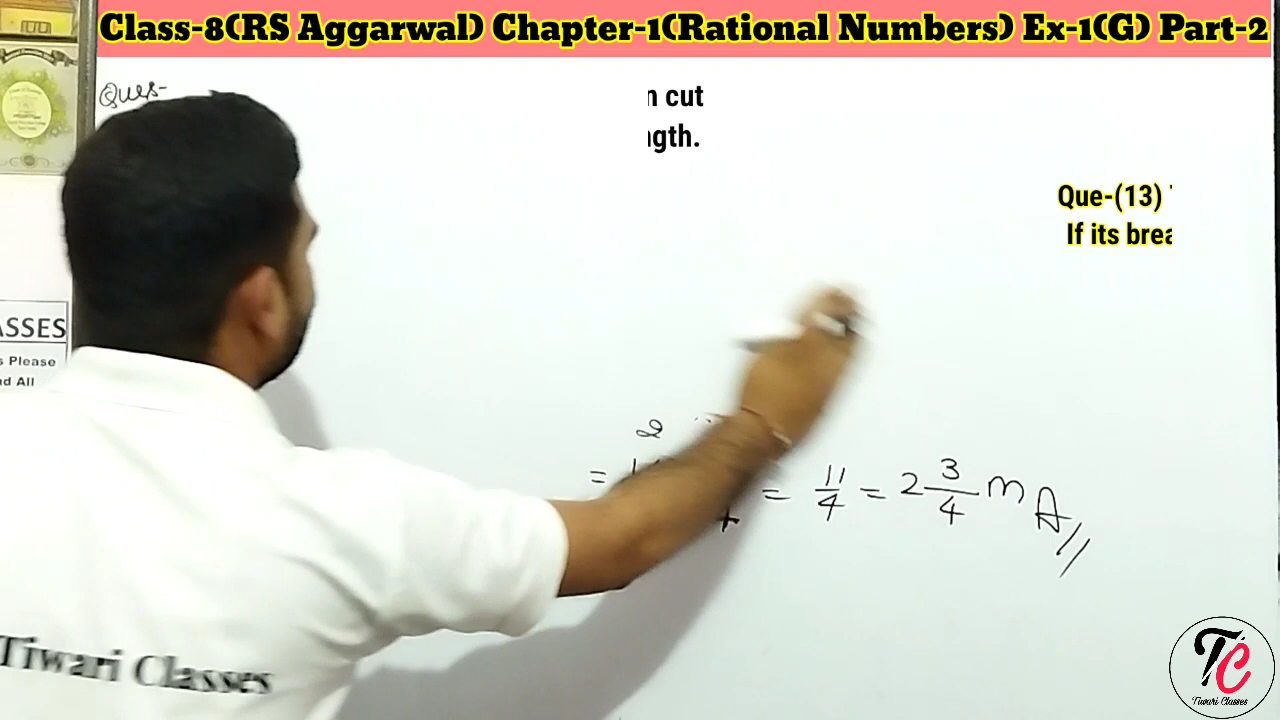 Class-8(RS Aggarwal) Chapter-1(Rational Numbers) Ex-1(G) Part-2
Ques-
n cut
ngth.
Que-(13)
If its brea
ASSES
s Please
nd All
2
= = 11/4 = 2 3/4 m A//
Tiwari Classes
TC
Tiwari Classes